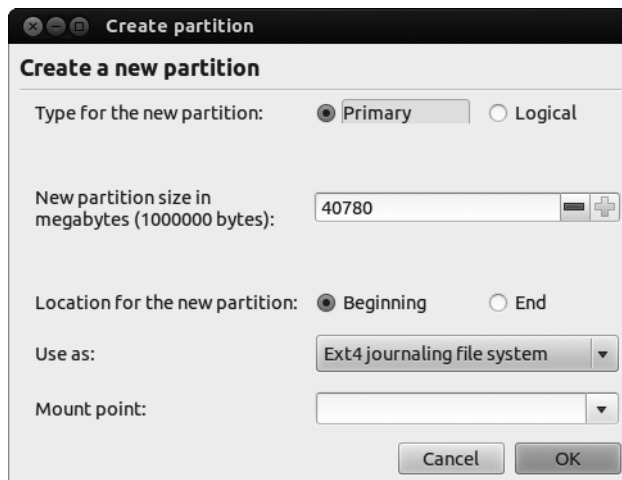 Create partition
Create a new partition
Type for the new partition: Primary Logical
New partition size in
megabytes (1000000 bytes): 40780
Location for the new partition: Beginning End
Use as: Ext4 journaling file system
Mount point:
Cancel OK